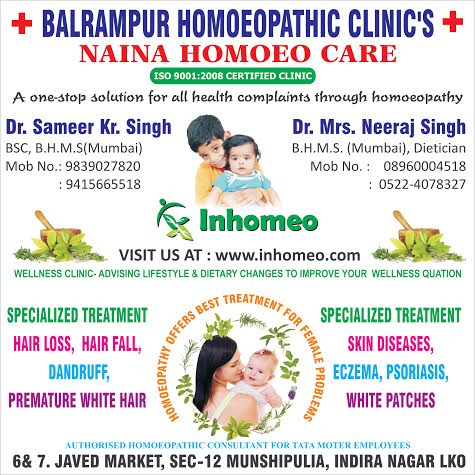 BALRAMPUR HOMOEOPATHIC CLINIC'S
NAINA HOMOEO CARE
ISO 9001:2008 CERTIFIED CLINIC
A one-stop solution for all health complaints through homoeopathy
Dr. Sameer Kr. Singh
BSC, B.H.M.S(Mumbai)
Mob No.: 9839027820
: 9415665518
Dr. Mrs. Neeraj Singh
B.H.M.S. (Mumbai), Dietician
Mob No. : 08960004518
: 0522-4078327
Inhomeo
VISIT US AT : www.inhomeo.com
WELLNESS CLINIC- ADVISING LIFESTYLE & DIETARY CHANGES TO IMPROVE YOUR WELLNESS QUATION
SPECIALIZED TREATMENT
HAIR LOSS, HAIR FALL,
DANDRUFF,
PREMATURE WHITE HAIR
HOMOEOPATHY OFFERS BEST TREATMENT FOR FEMALE PROBLEMS
SPECIALIZED TREATMENT
SKIN DISEASES,
ECZEMA, PSORIASIS,
WHITE PATCHES
AUTHORISED HOMOEOPATHIC CONSULTANT FOR TATA MOTER EMPLOYEES
6& 7. JAVED MARKET, SEC-12 MUNSHIPULIA, INDIRA NAGAR LKO